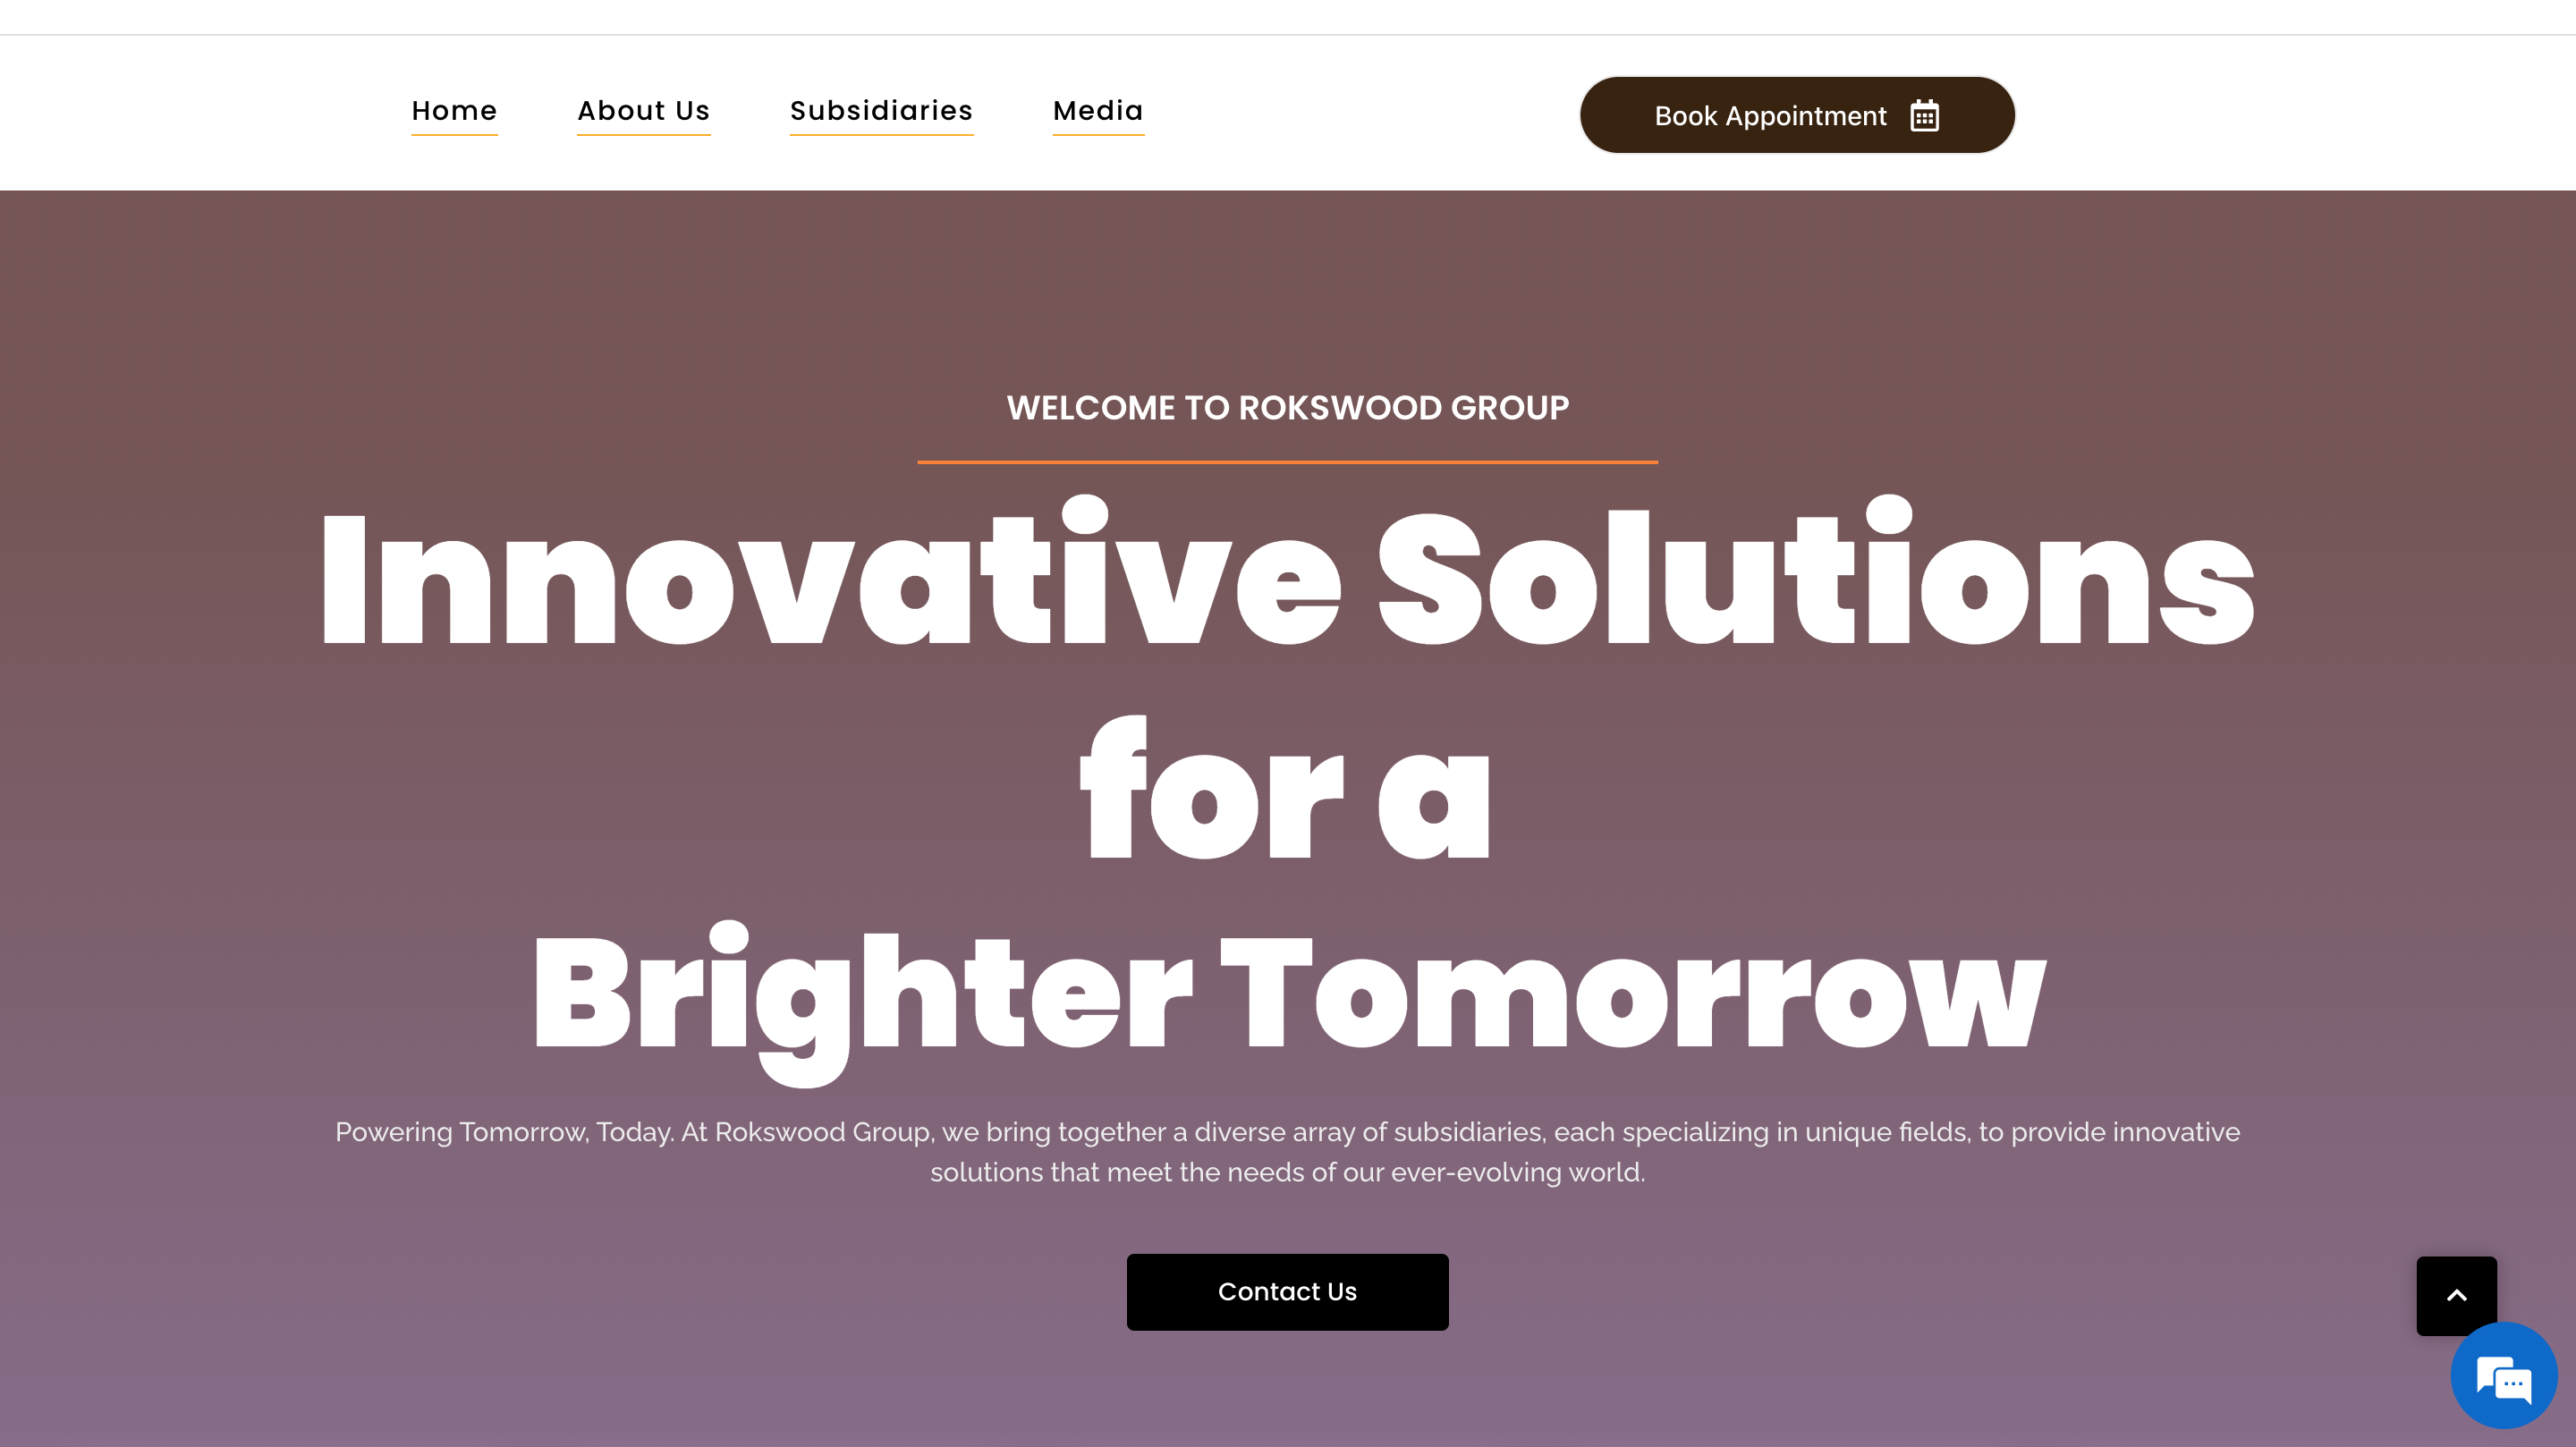 Home
About Us
Subsidiaries
Media
Book Appointment
WELCOME TO ROKSWOOD GROUP
Innovative Solutions
for a
Brighter Tomorrow
Powering Tomorrow, Today. At Rokswood Group, we bring together a diverse array of subsidiaries, each specializing in unique fields, to provide innovative
solutions that meet the needs of our ever-evolving world.
Contact Us